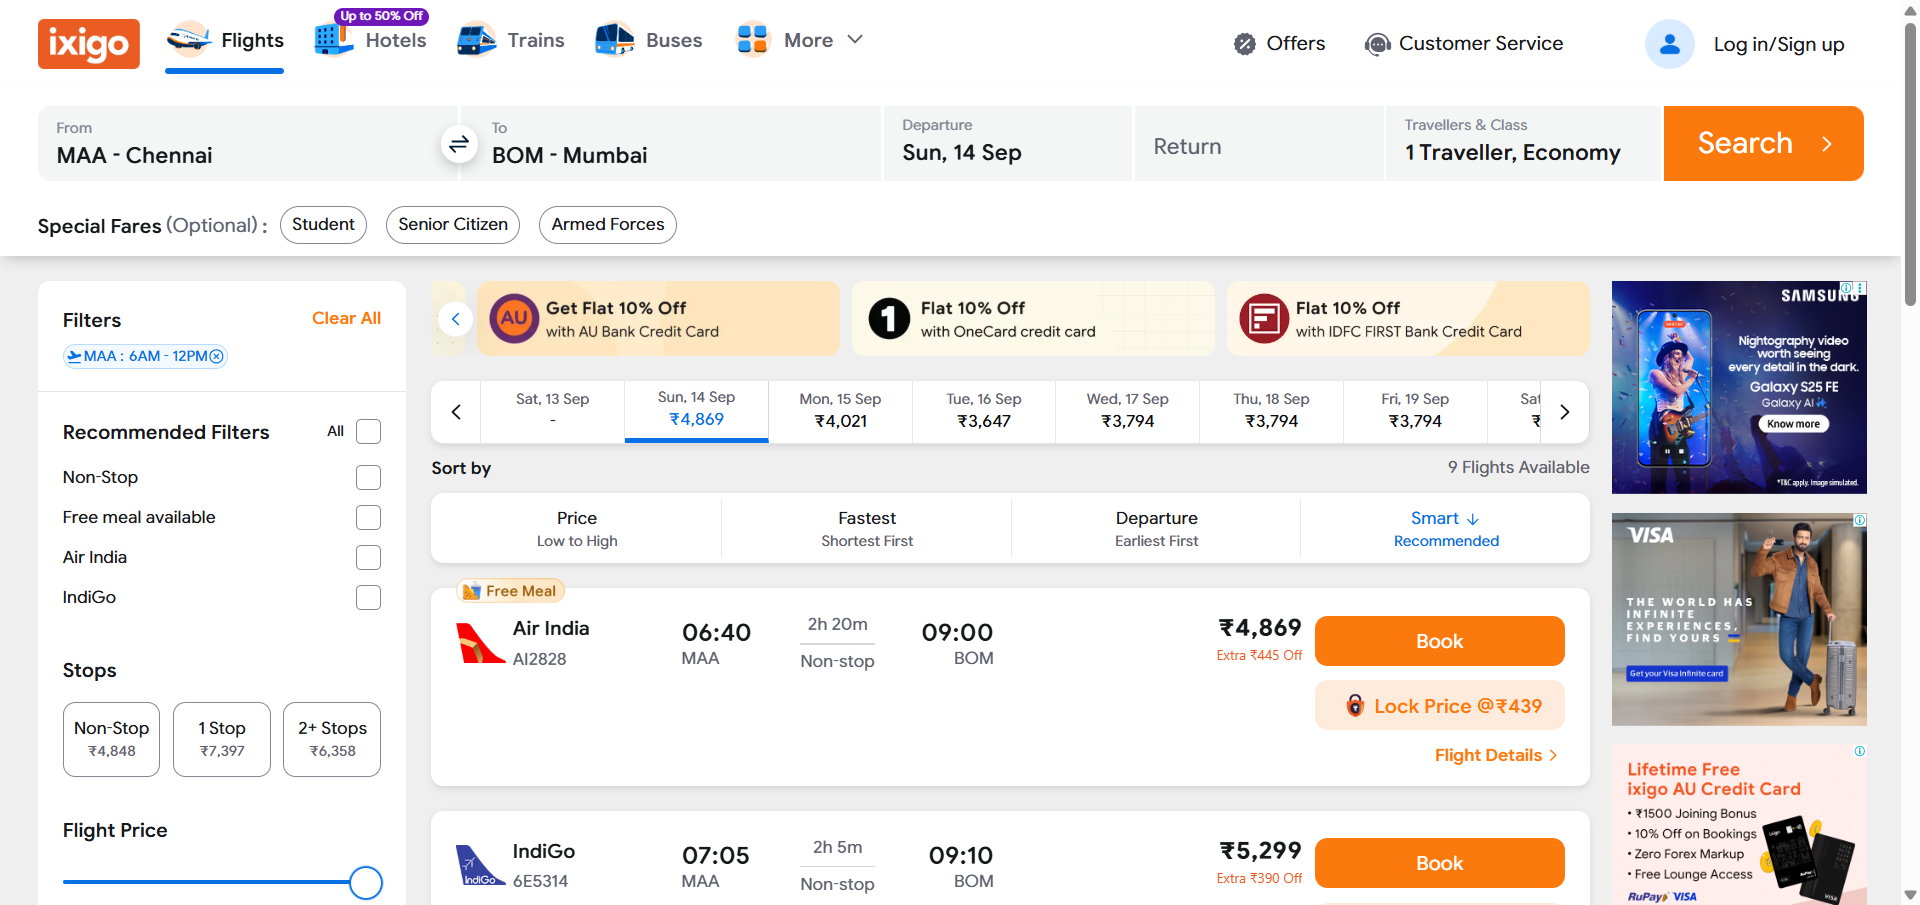 ixigo
Flights
Up to 50% Off
Hotels
Trains
Buses
More
Offers
Customer Service
Log in/Sign up
From
MAA - Chennai
To
BOM - Mumbai
Departure
Sun, 14 Sep
Return
Travellers & Class
1 Traveller, Economy
Search
Special Fares (Optional) :
Student
Senior Citizen
Armed Forces
Filters
Clear All
MAA : 6AM - 12PM
Recommended Filters
All
Non-Stop
Free meal available
Air India
IndiGo
Stops
Non-Stop
₹4,848
1 Stop
₹7,397
2+ Stops
₹6,358
Flight Price
AU
Get Flat 10% Off
with AU Bank Credit Card
1
Flat 10% Off
with OneCard credit card
Flat 10% Off
with IDFC FIRST Bank Credit Card
Sat, 13 Sep
-
Sun, 14 Sep
₹4,869
Mon, 15 Sep
₹4,021
Tue, 16 Sep
₹3,647
Wed, 17 Sep
₹3,794
Thu, 18 Sep
₹3,794
Fri, 19 Sep
₹3,794
Sat
₹
Sort by
9 Flights Available
Price
Low to High
Fastest
Shortest First
Departure
Earliest First
Smart
Recommended
Free Meal
Air India
AI2828
06:40
MAA
2h 20m
Non-stop
09:00
BOM
₹4,869
Extra ₹445 Off
Book
Lock Price @₹439
Flight Details
IndiGo
IndiGo
6E5314
07:05
MAA
2h 5m
Non-stop
09:10
BOM
₹5,299
Extra ₹390 Off
Book
SAMSUNG
Nightography video
worth seeing
every detail in the dark.
Galaxy S25 FE
Galaxy AI
Know more
*T&C apply. Image simulated.
VISA
THE WORLD HAS
INFINITE
EXPERIENCES,
FIND YOURS
Get your Visa Infinite card
Lifetime Free
ixigo AU Credit Card
• ₹1500 Joining Bonus
• 10% Off on Bookings
• Zero Forex Markup
• Free Lounge Access
RuPay VISA